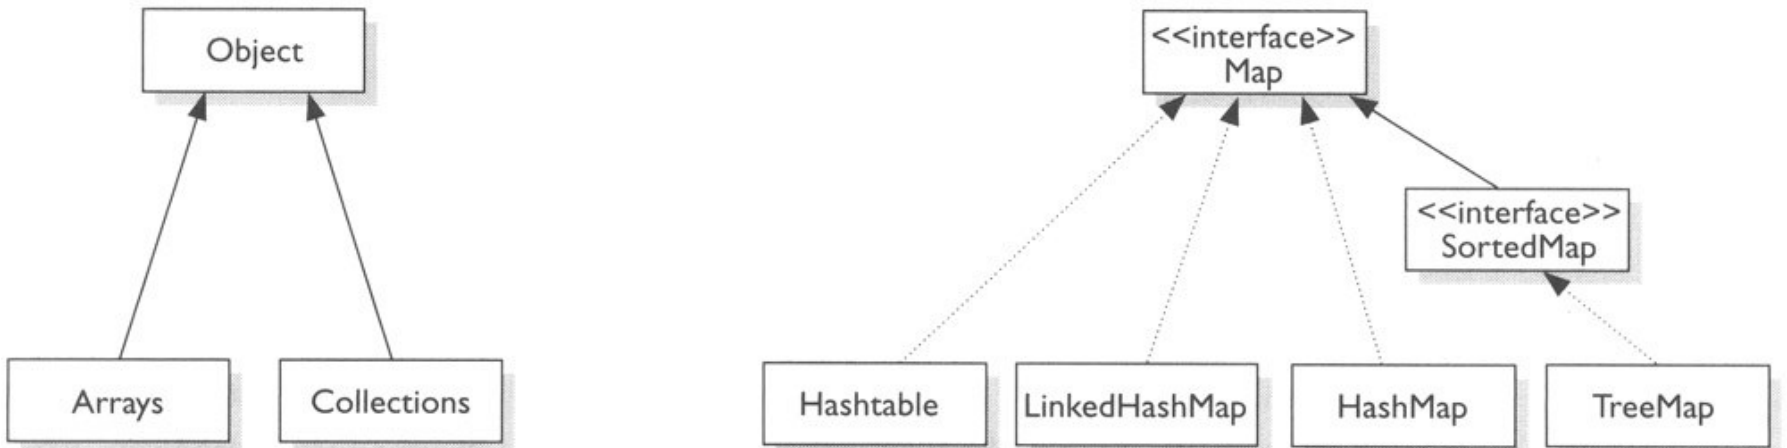 Object
<<interface>>
Map
<<interface>>
SortedMap
Arrays
Collections
Hashtable
LinkedHashMap
HashMap
TreeMap